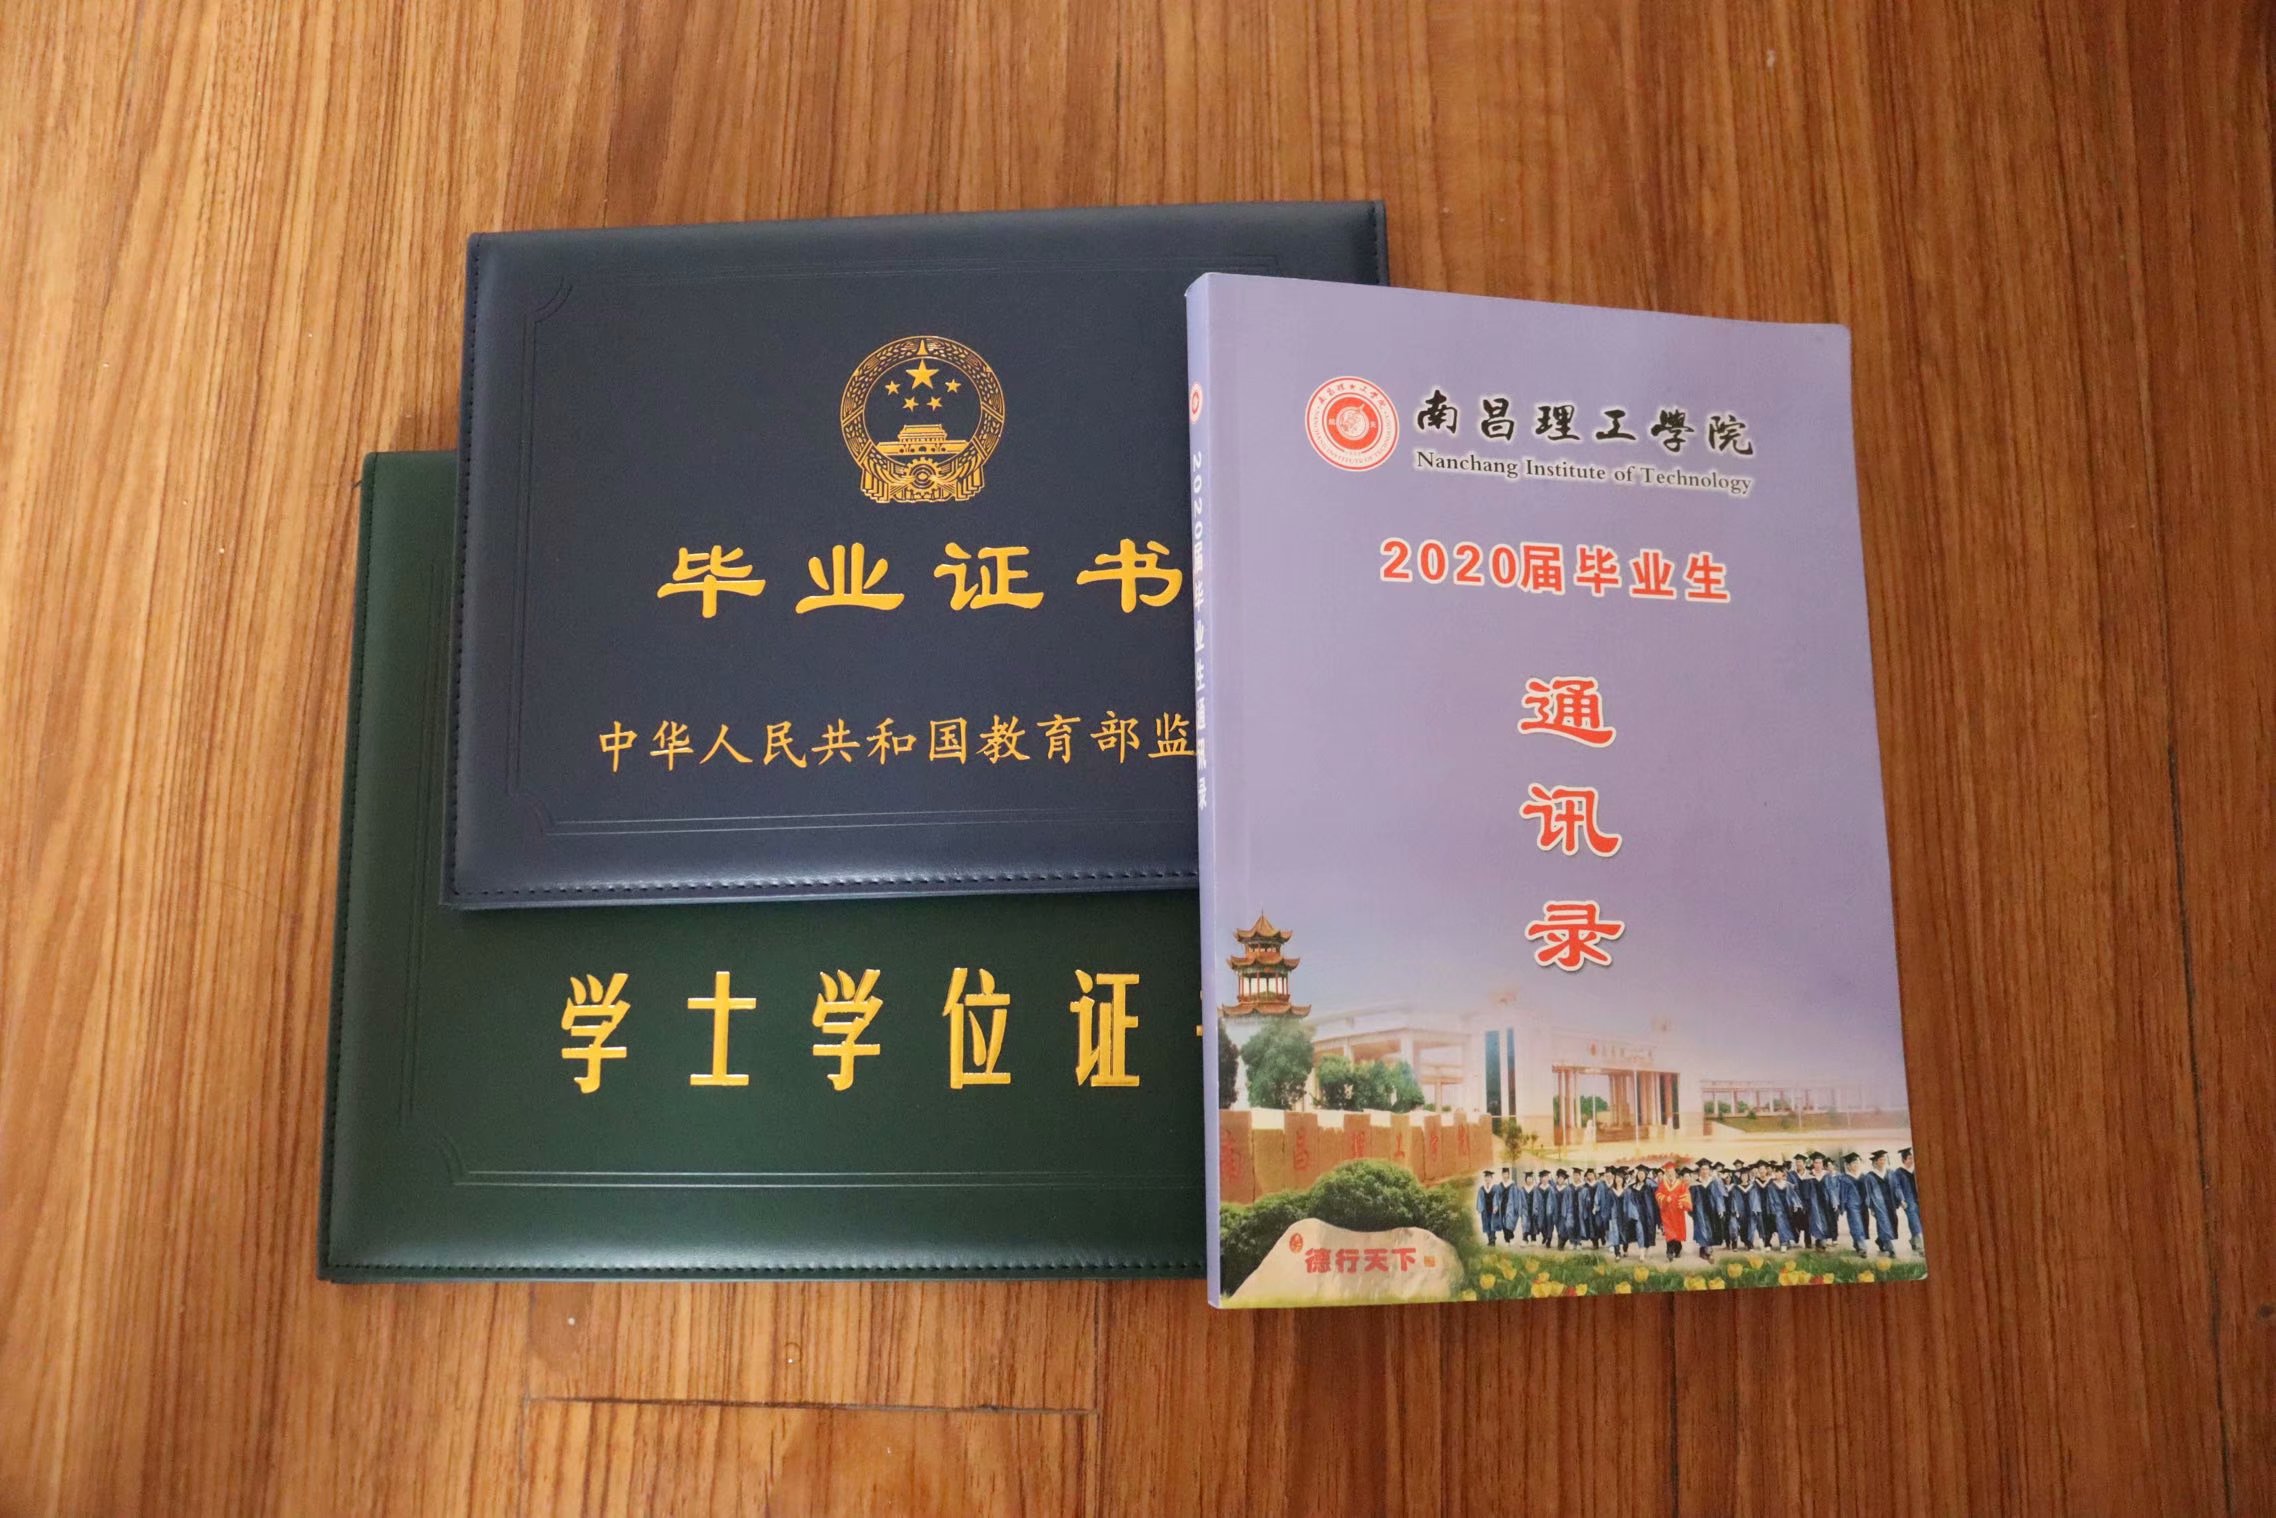 毕业证书
中华人民共和国教育部监
学士学位证
南昌理工学院
Nanchang Institute of Technology
2020届毕业生
通
讯
录
2020届毕业生通讯录
南昌理工学院
德行天下